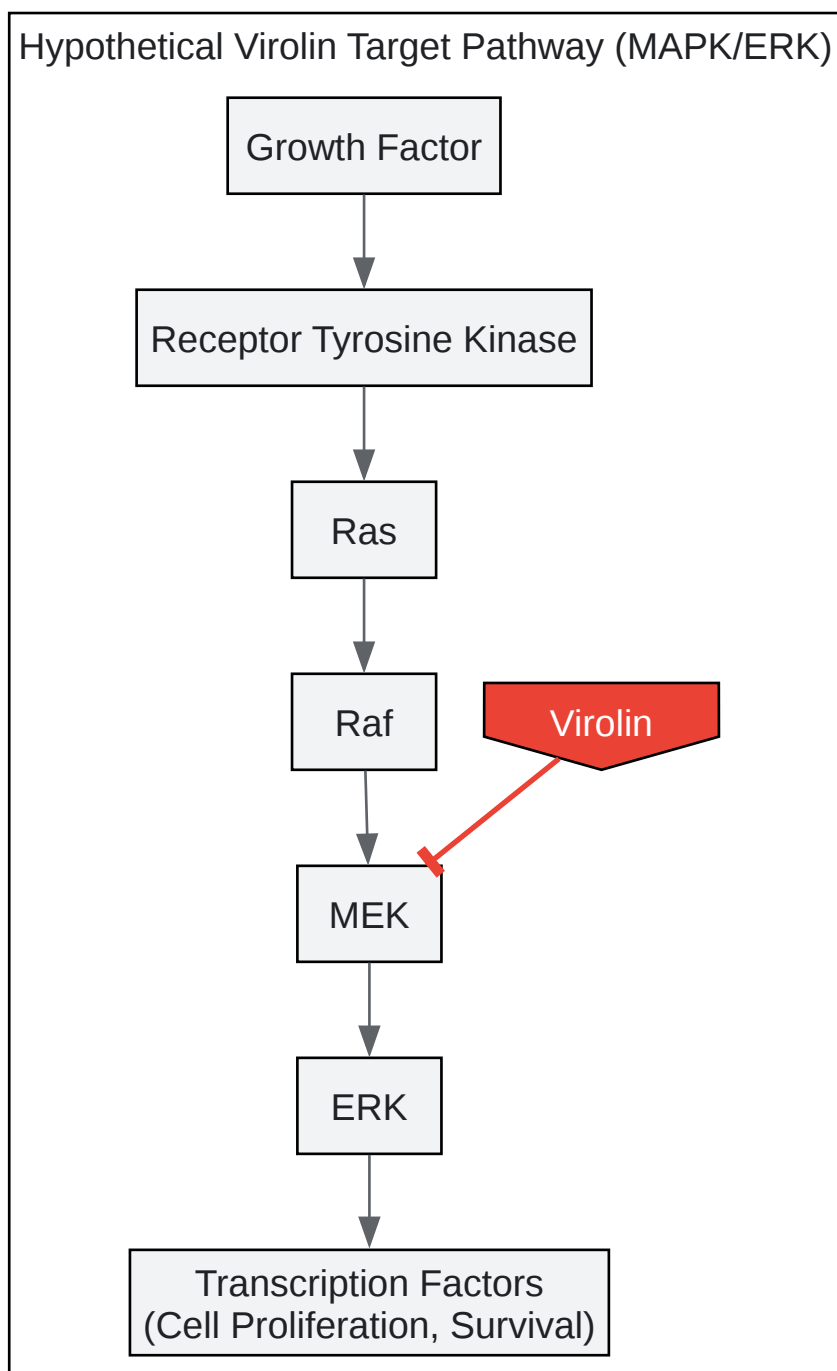 Hypothetical Virolin Target Pathway (MAPK/ERK)
Growth Factor
Receptor Tyrosine Kinase
Ras
Raf
Virolin
MEK
ERK
Transcription Factors
(Cell Proliferation, Survival)